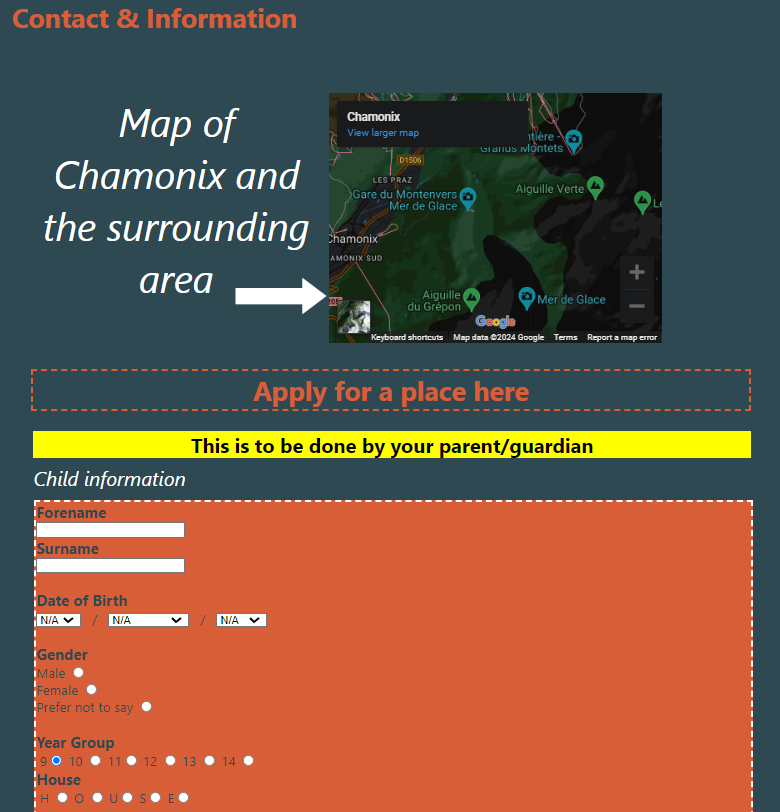 Contact & Information
Map of
Chamonix and
the surrounding
area
Chamonix
View larger map
ntière -
Grands Montets
D1506
LES PRAZ
Aiguille Verte
Gare du Montenvers
Mer de Glace
Le
Chamonix
AMONIX SUD
Aiguille
du Grépon
Mer de Glace
Google
Keyboard shortcuts Map data ©2024 Google Terms Report a map error
Apply for a place here
This is to be done by your parent/guardian
Child information
Forename
Surname
Date of Birth
N/A / N/A / N/A
Gender
Male
Female
Prefer not to say
Year Group
9 10 11 12 13 14
House
H O U S E